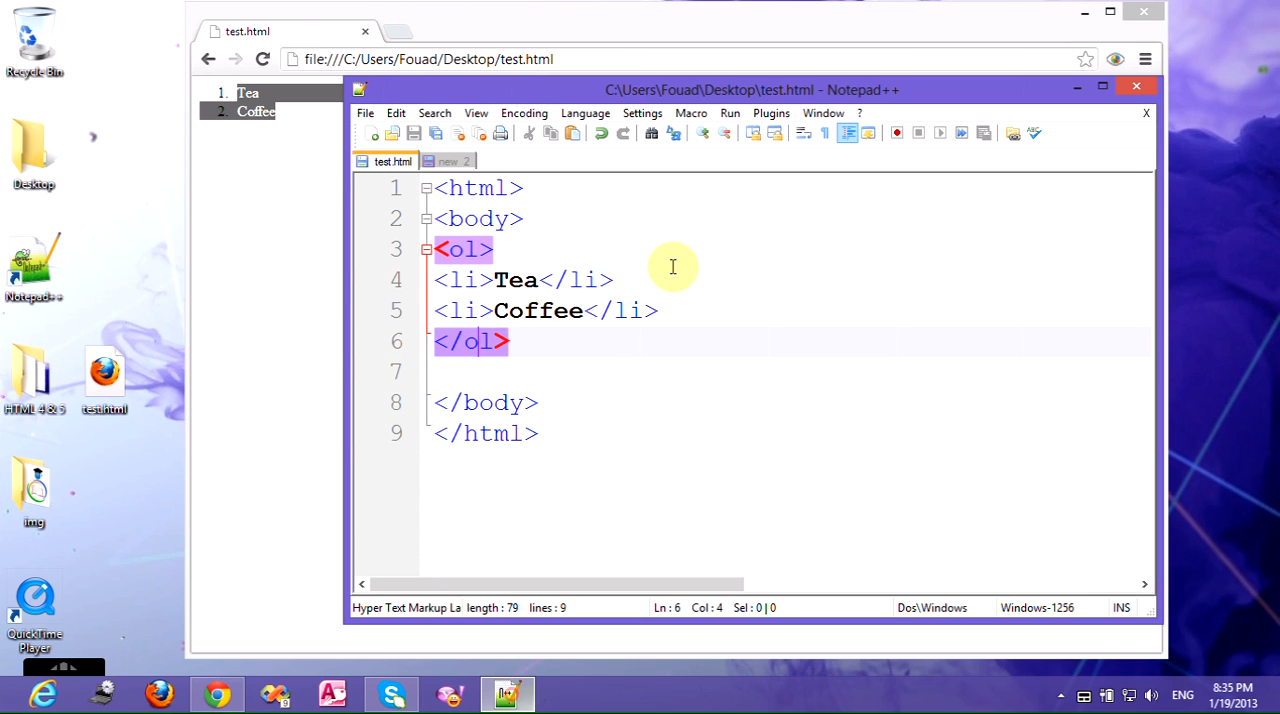 Recycle Bin
Desktop
Notepad++
HTML 4 & 5
test.html
img
QuickTime
Player
test.html
file:///C:/Users/Fouad/Desktop/test.html
1. Tea
2. Coffee
C:\Users\Fouad\Desktop\test.html - Notepad++
File Edit Search View Encoding Language Settings Macro Run Plugins Window ? X
test.html new 2
1 <html>
2 <body>
3 <ol>
4 <li>Tea</li>
5 <li>Coffee</li>
6 </ol>
7
8 </body>
9 </html>
Hyper Text Markup La length : 79 lines : 9 Ln : 6 Col : 4 Sel : 0 | 0 Dos\Windows Windows-1256 INS
ENG
8:35 PM
1/19/2013